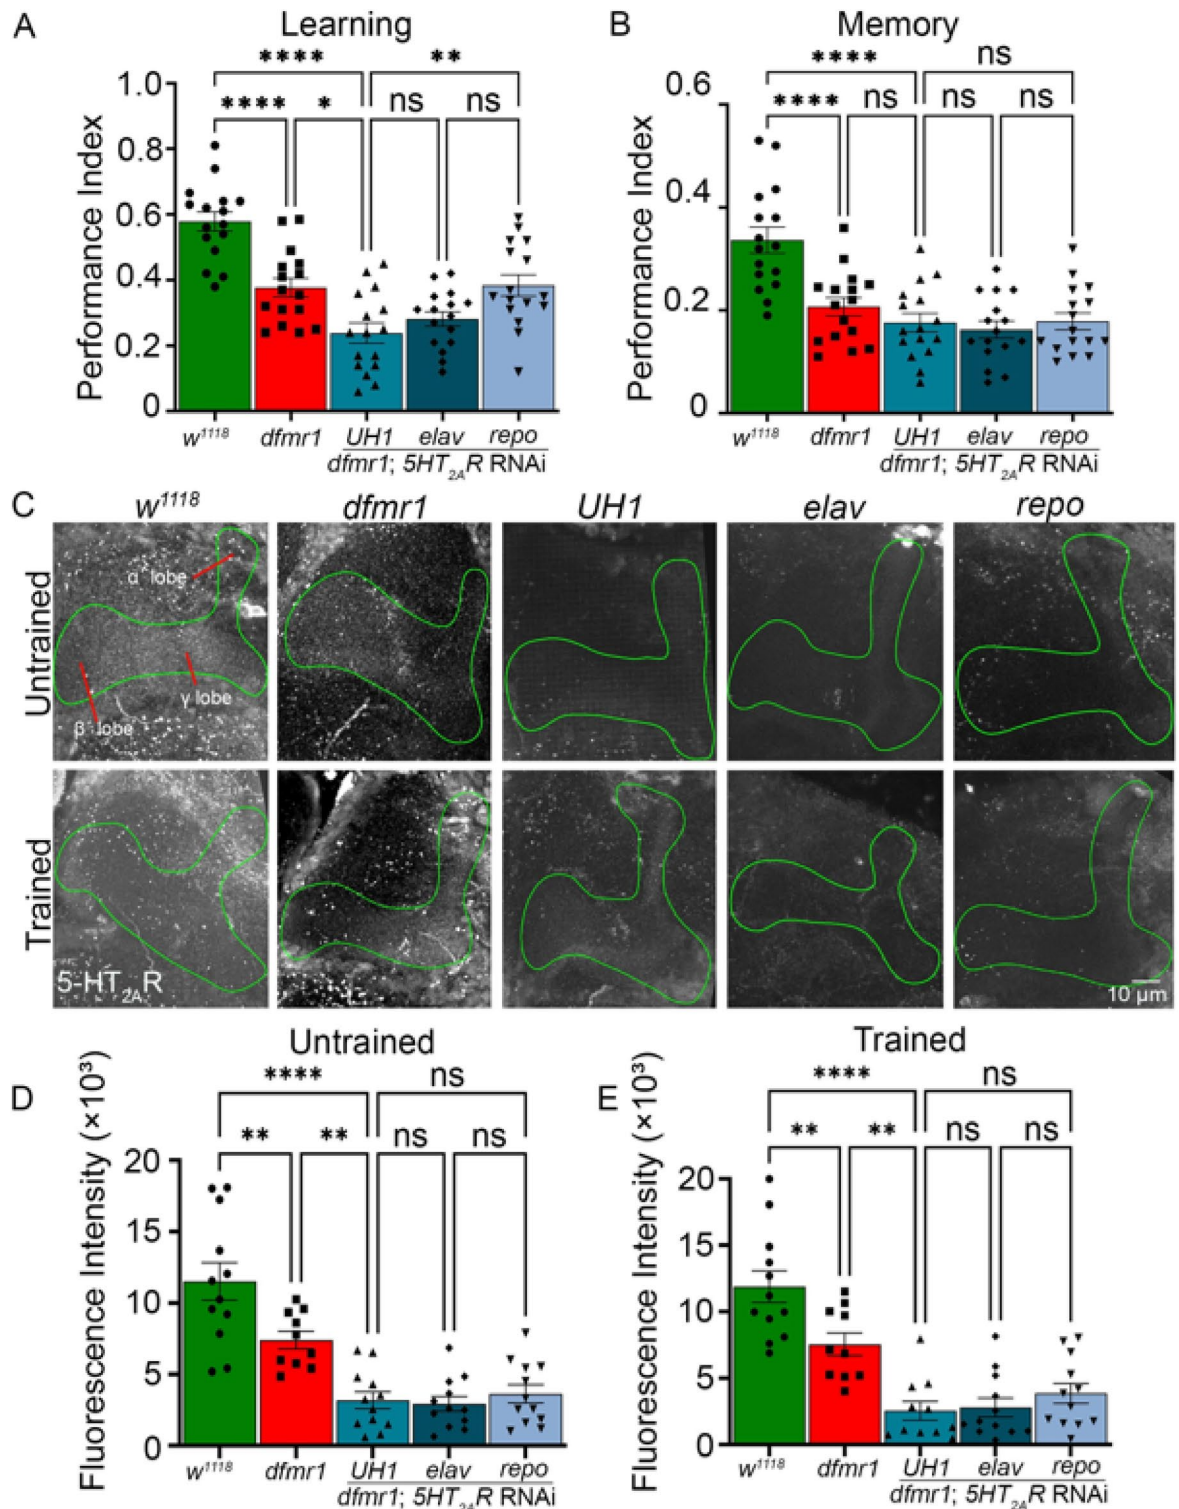 A Learning
**** **
**** * ns ns
Performance Index
1.0
0.8
0.6
0.4
0.2
0
w¹¹¹⁸ dfmr1 UH1 elav repo
dfmr1; 5HT₂ₐR RNAi
B Memory
**** ns
**** ns ns ns
Performance Index
0.6
0.4
0.2
0
w¹¹¹⁸ dfmr1 UH1 elav repo
dfmr1; 5HT₂ₐR RNAi
C w¹¹¹⁸ dfmr1 UH1 elav repo
Untrained
α lobe
γ lobe
β lobe
Trained
5-HT₂ₐR
10 μm
D Untrained
**** ns
** ** ns ns
Fluorescence Intensity (×10³)
20
15
10
5
0
w¹¹¹⁸ dfmr1 UH1 elav repo
dfmr1; 5HT₂ₐR RNAi
E Trained
**** ns
** ** ns ns
Fluorescence Intensity (×10³)
20
15
10
5
0
w¹¹¹⁸ dfmr1 UH1 elav repo
dfmr1; 5HT₂ₐR RNAi